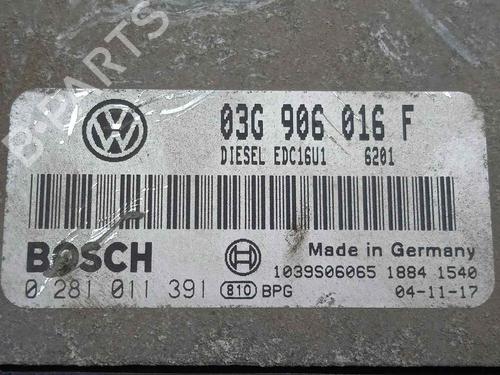 B-PARTS
03G 906 016 F
DIESEL EDC16U1 6201
BOSCH
Made in Germany
1039S06065 1884 1540
0 281 011 391 810 BPG 04-11-17